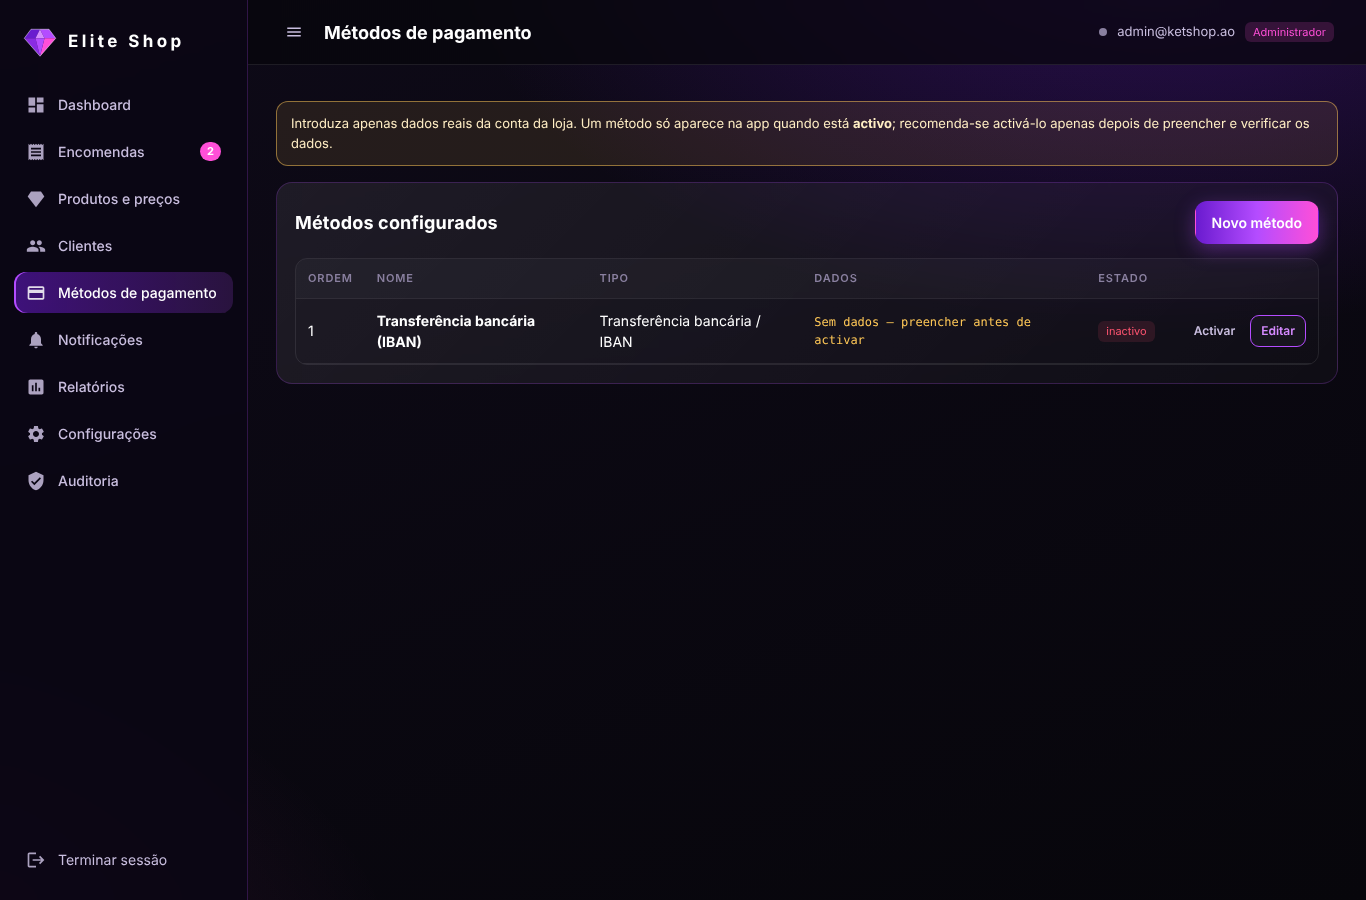 Elite Shop
Métodos de pagamento
admin@ketshop.ao
Administrador
Dashboard
Encomendas
2
Produtos e preços
Clientes
Métodos de pagamento
Notificações
Relatórios
Configurações
Auditoria
Terminar sessão
Introduza apenas dados reais da conta da loja. Um método só aparece na app quando está activo; recomenda-se activá-lo apenas depois de preencher e verificar os
dados.
Métodos configurados
Novo método
ORDEM NOME TIPO DADOS ESTADO
1
Transferência bancária
(IBAN)
Transferência bancária /
IBAN
Sem dados — preencher antes de
activar
inactivo
Activar
Editar